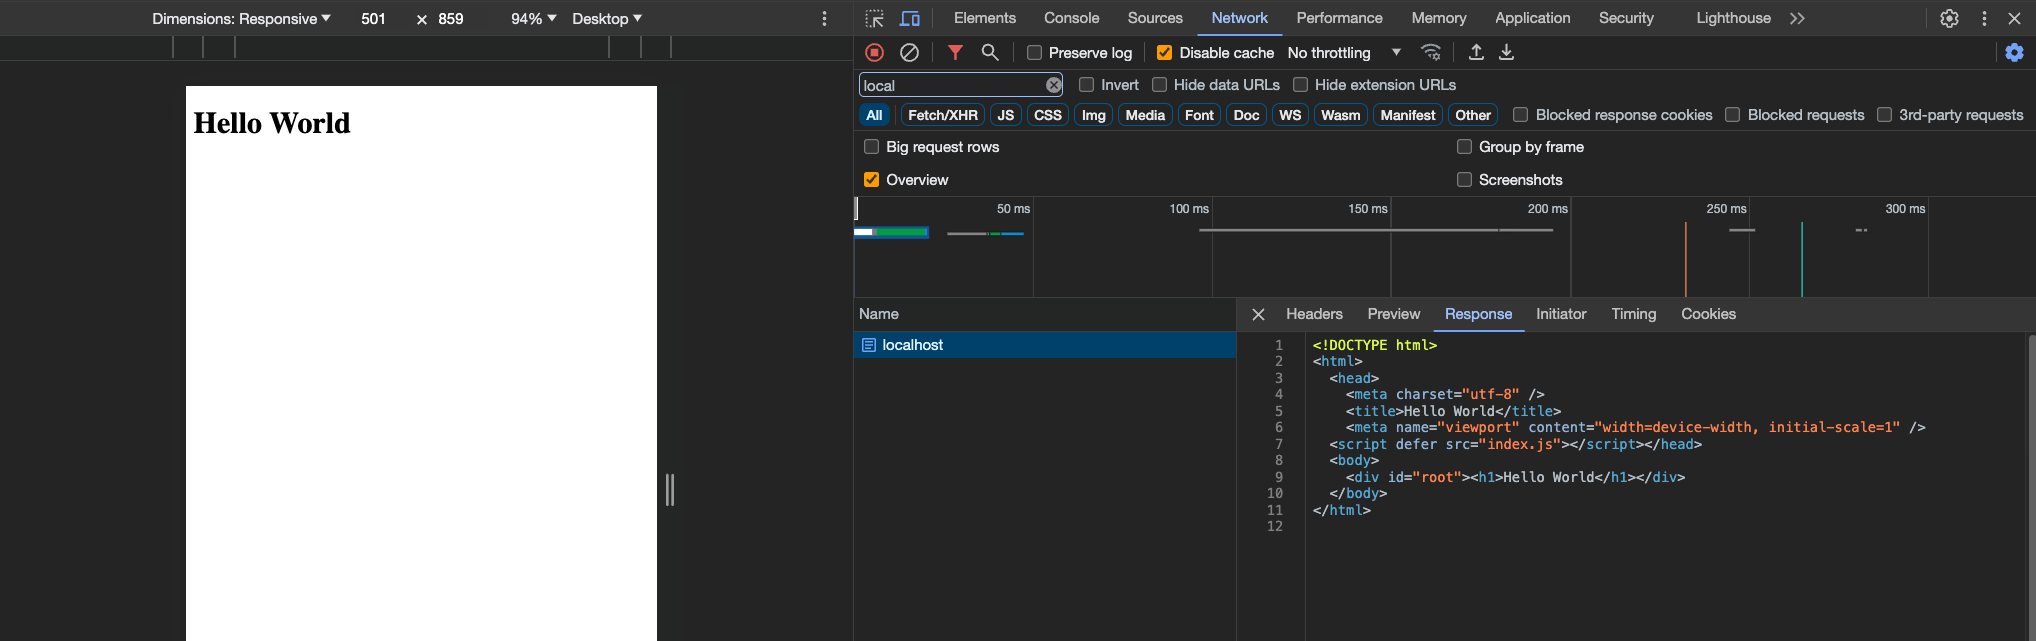 Dimensions: Responsive 501 × 859 94% Desktop
Hello World
Elements Console Sources Network Performance Memory Application Security Lighthouse
Preserve log Disable cache No throttling
local Invert Hide data URLs Hide extension URLs
All Fetch/XHR JS CSS Img Media Font Doc WS Wasm Manifest Other Blocked response cookies Blocked requests 3rd-party requests
Big request rows Group by frame
Overview Screenshots
50 ms 100 ms 150 ms 200 ms 250 ms 300 ms
Name
localhost
Headers Preview Response Initiator Timing Cookies
1 <!DOCTYPE html>
2 <html>
3 <head>
4 <meta charset="utf-8" />
5 <title>Hello World</title>
6 <meta name="viewport" content="width=device-width, initial-scale=1" />
7 <script defer src="index.js"></script></head>
8 <body>
9 <div id="root"><h1>Hello World</h1></div>
10 </body>
11 </html>
12